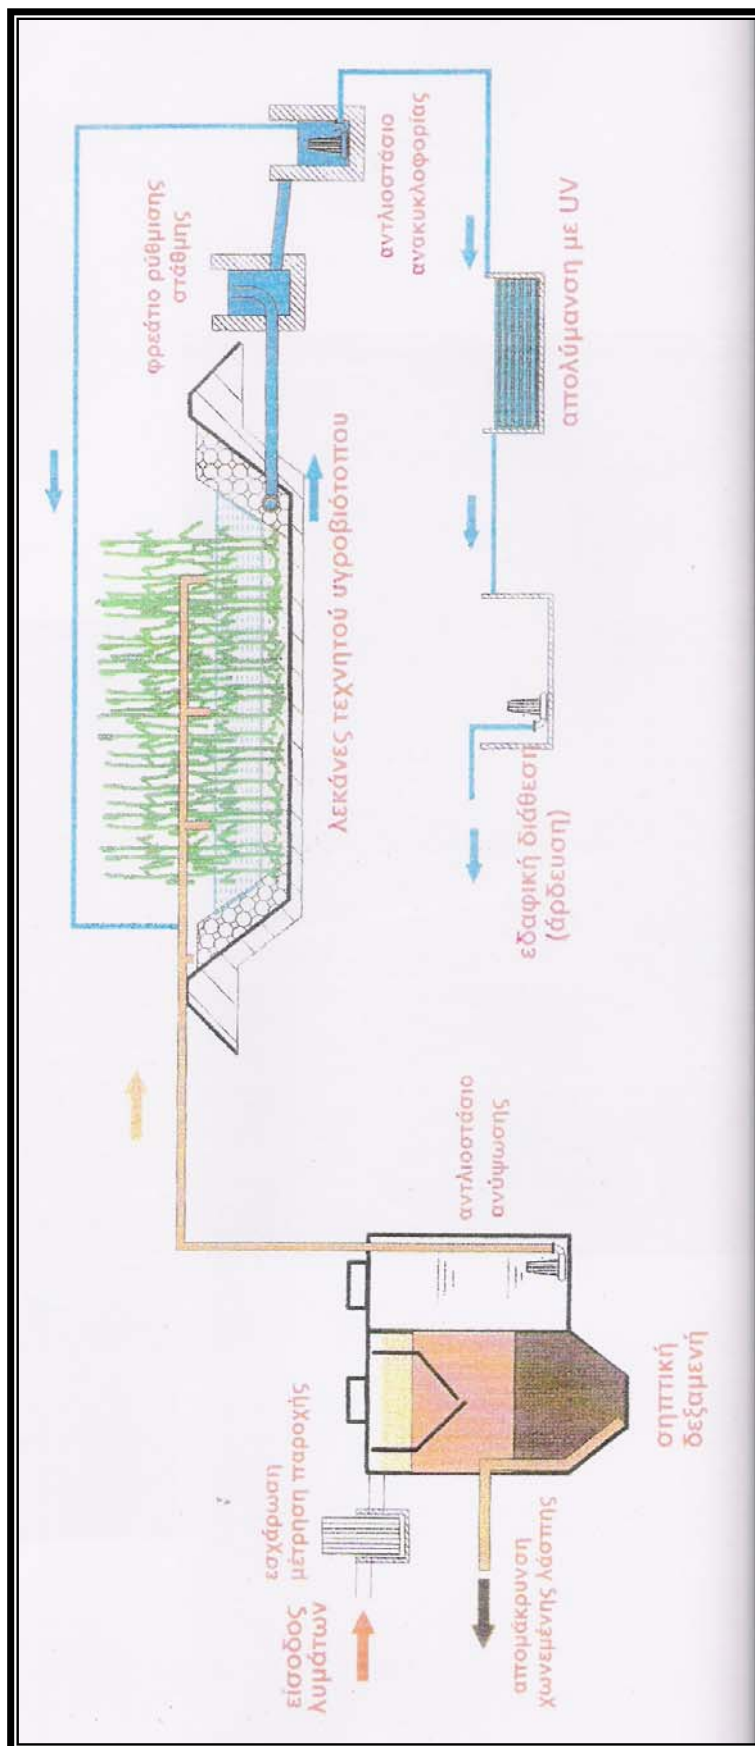 είσοδος
λυμάτων
εσχάρωση
μέτρηση παροχής
απομάκρυνση
χωνεμένης λάσπης
σηπτική
δεξαμενή
αντλιοστάσιο
ανύψωσης
λεκάνες τεχνητού υγροβιότοπου
φρεάτιο ρύθμισης
στάθμης
αντλιοστάσιο
ανακυκλοφορίας
απολύμανση με UV
εδαφική διάθεση
(άρδευση)